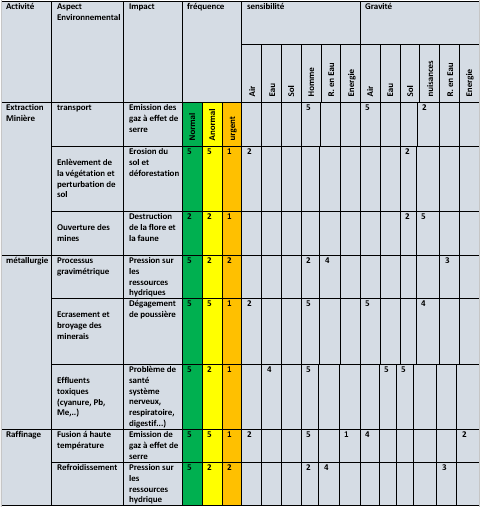 Activité Aspect Impact fréquence sensibilité Gravité
Environnemental
Air Eau Sol Homme R. en Eau Energie Air Eau Sol nuisances R. en Eau Energie
Extraction transport Emission des Normal Anormal urgent 5 5 2
Minière gaz à effet de
serre
Enlèvement de
la végétation et
perturbation de
sol
Erosion du 5 5 1 2 2
sol et
déforestation
Ouverture des
mines
Destruction 2 2 1 2 5
de la flore et
la faune
métallurgie Processus Pression sur 5 2 2 2 4 3
gravimétrique les
ressources
hydriques
Ecrasement et
broyage des
minerais
Dégagement 5 5 1 2 5 5 4
de poussière
Effluents
toxiques
(cyanure, Pb,
Me,..)
Problème de 5 2 1 4 5 5 5
santé
système
nerveux,
respiratoire,
digestif...)
Raffinage Fusion á haute Emission de 5 5 1 2 5 1 4 2
température gaz à effet de
serre
Refroidissement Pression sur 5 2 2 2 4 3
les
ressources
hydrique